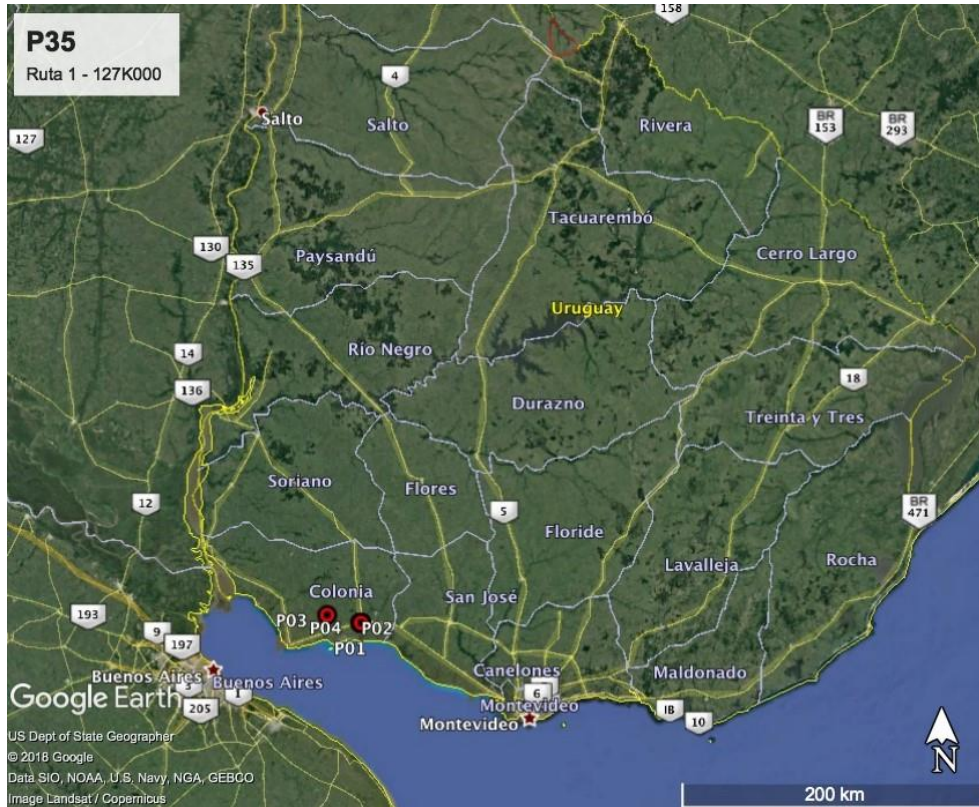 P35
Ruta 1 - 127K000
158
4
127
Salto
Salto
Rivera
BR
153
BR
293
Tacuarembó
130
Paysandú
135
Cerro Largo
Uruguay
Rio Negro
14
136
18
Durazno
Treinta y Tres
Soriano
Flores
12
5
BR
471
Floride
Lavalleja
Rocha
Colonia
San José
193
P03
P04
P02
P01
9
197
Canelones
Maldonado
Buenos Aires
Buenos Aires
3
1
6
Montevideo
Montevideo
205
IB
10
Google Earth
US Dept of State Geographer
© 2018 Google
Data SIO, NOAA, U.S. Navy, NGA, GEBCO
Image Landsat / Copernicus
N
200 km